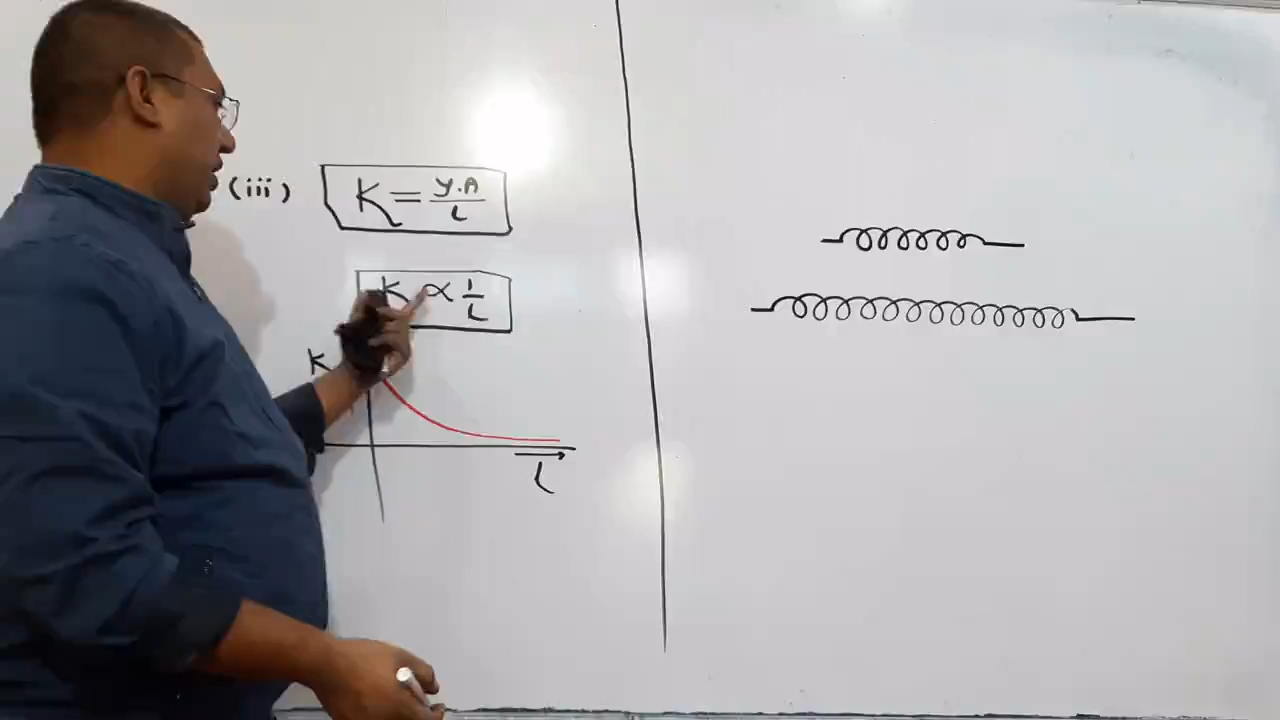 (iii) K = Y.A/L
K ∝ 1/L
K
L